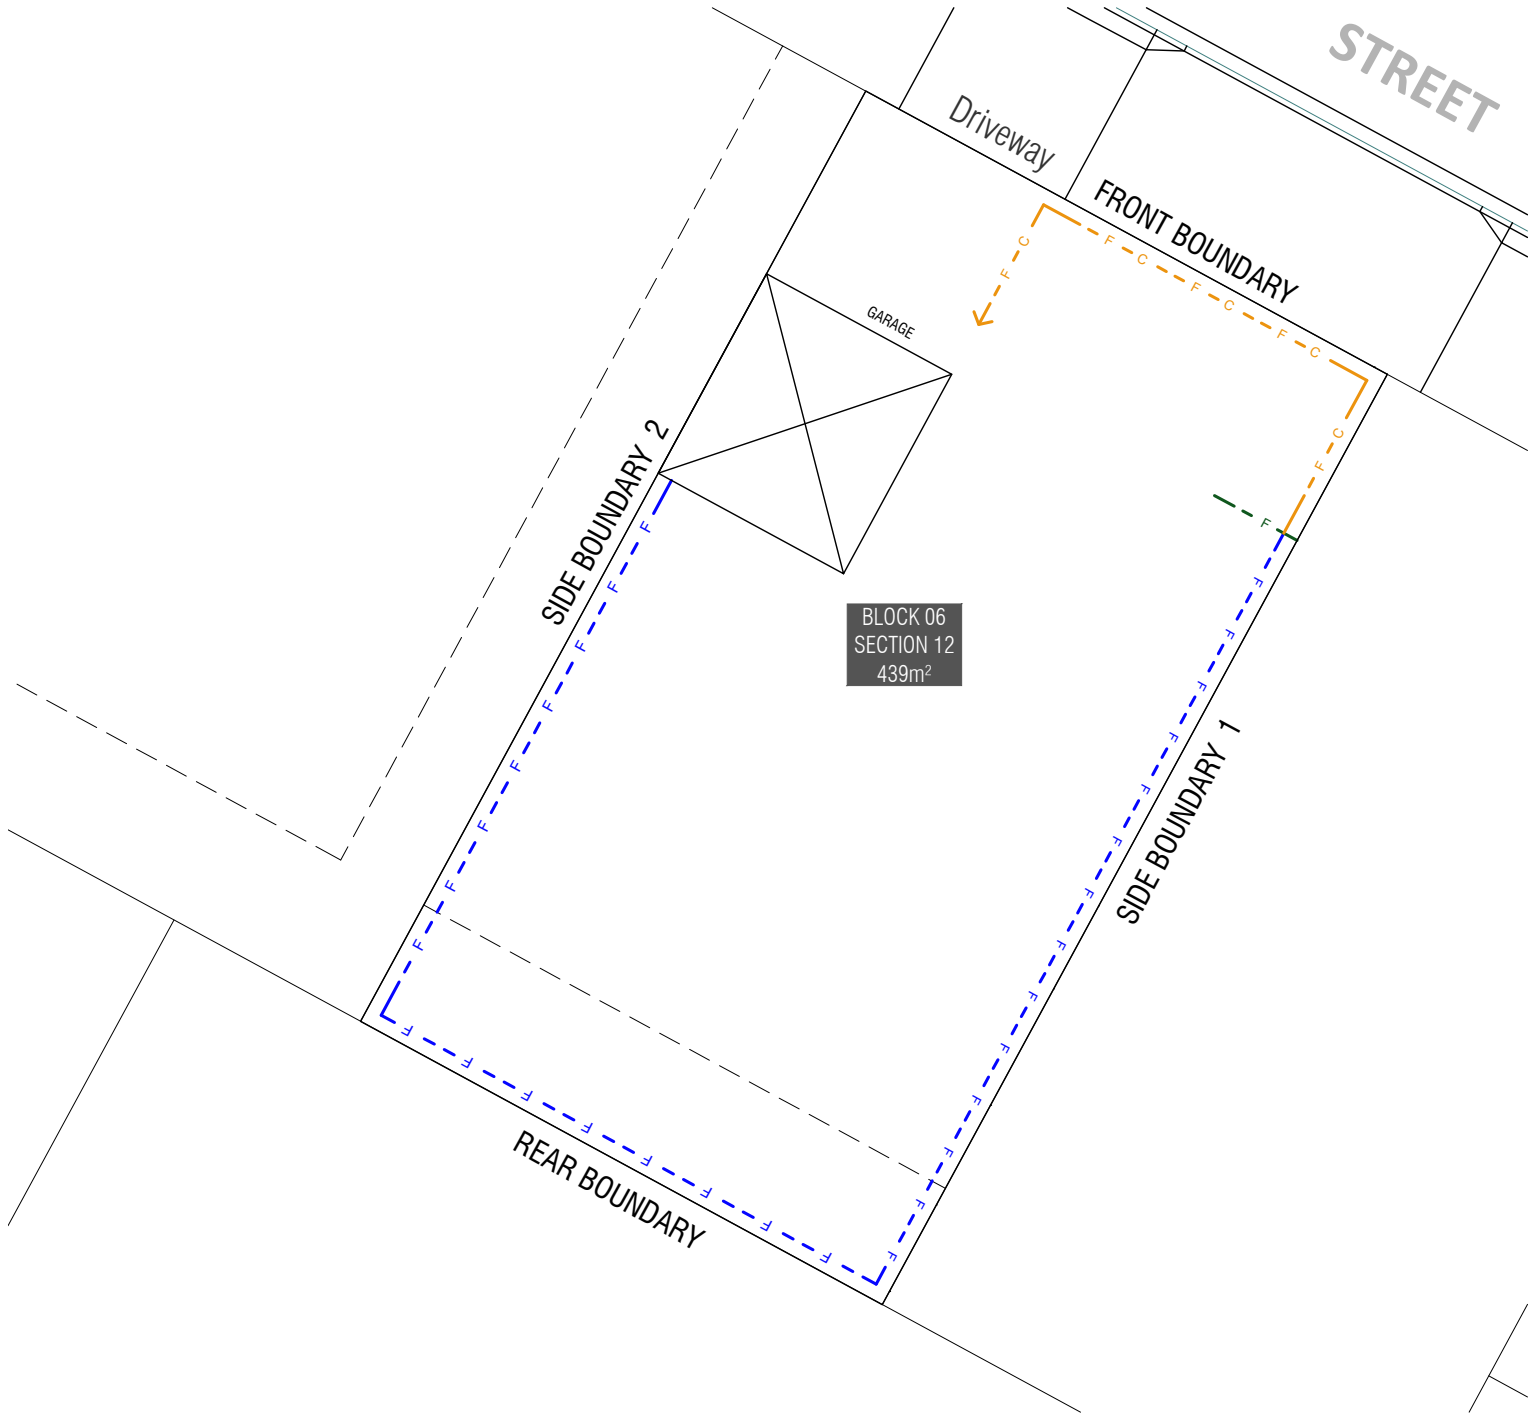 STREET
Driveway
FRONT BOUNDARY
C F C F C F C
F
GARAGE
C
F
F
SIDE BOUNDARY 2
F F F F F F F F
BLOCK 06
SECTION 12
439m²
SIDE BOUNDARY 1
F F F F F F F F F F F F F F
F F F F F F F F
REAR BOUNDARY